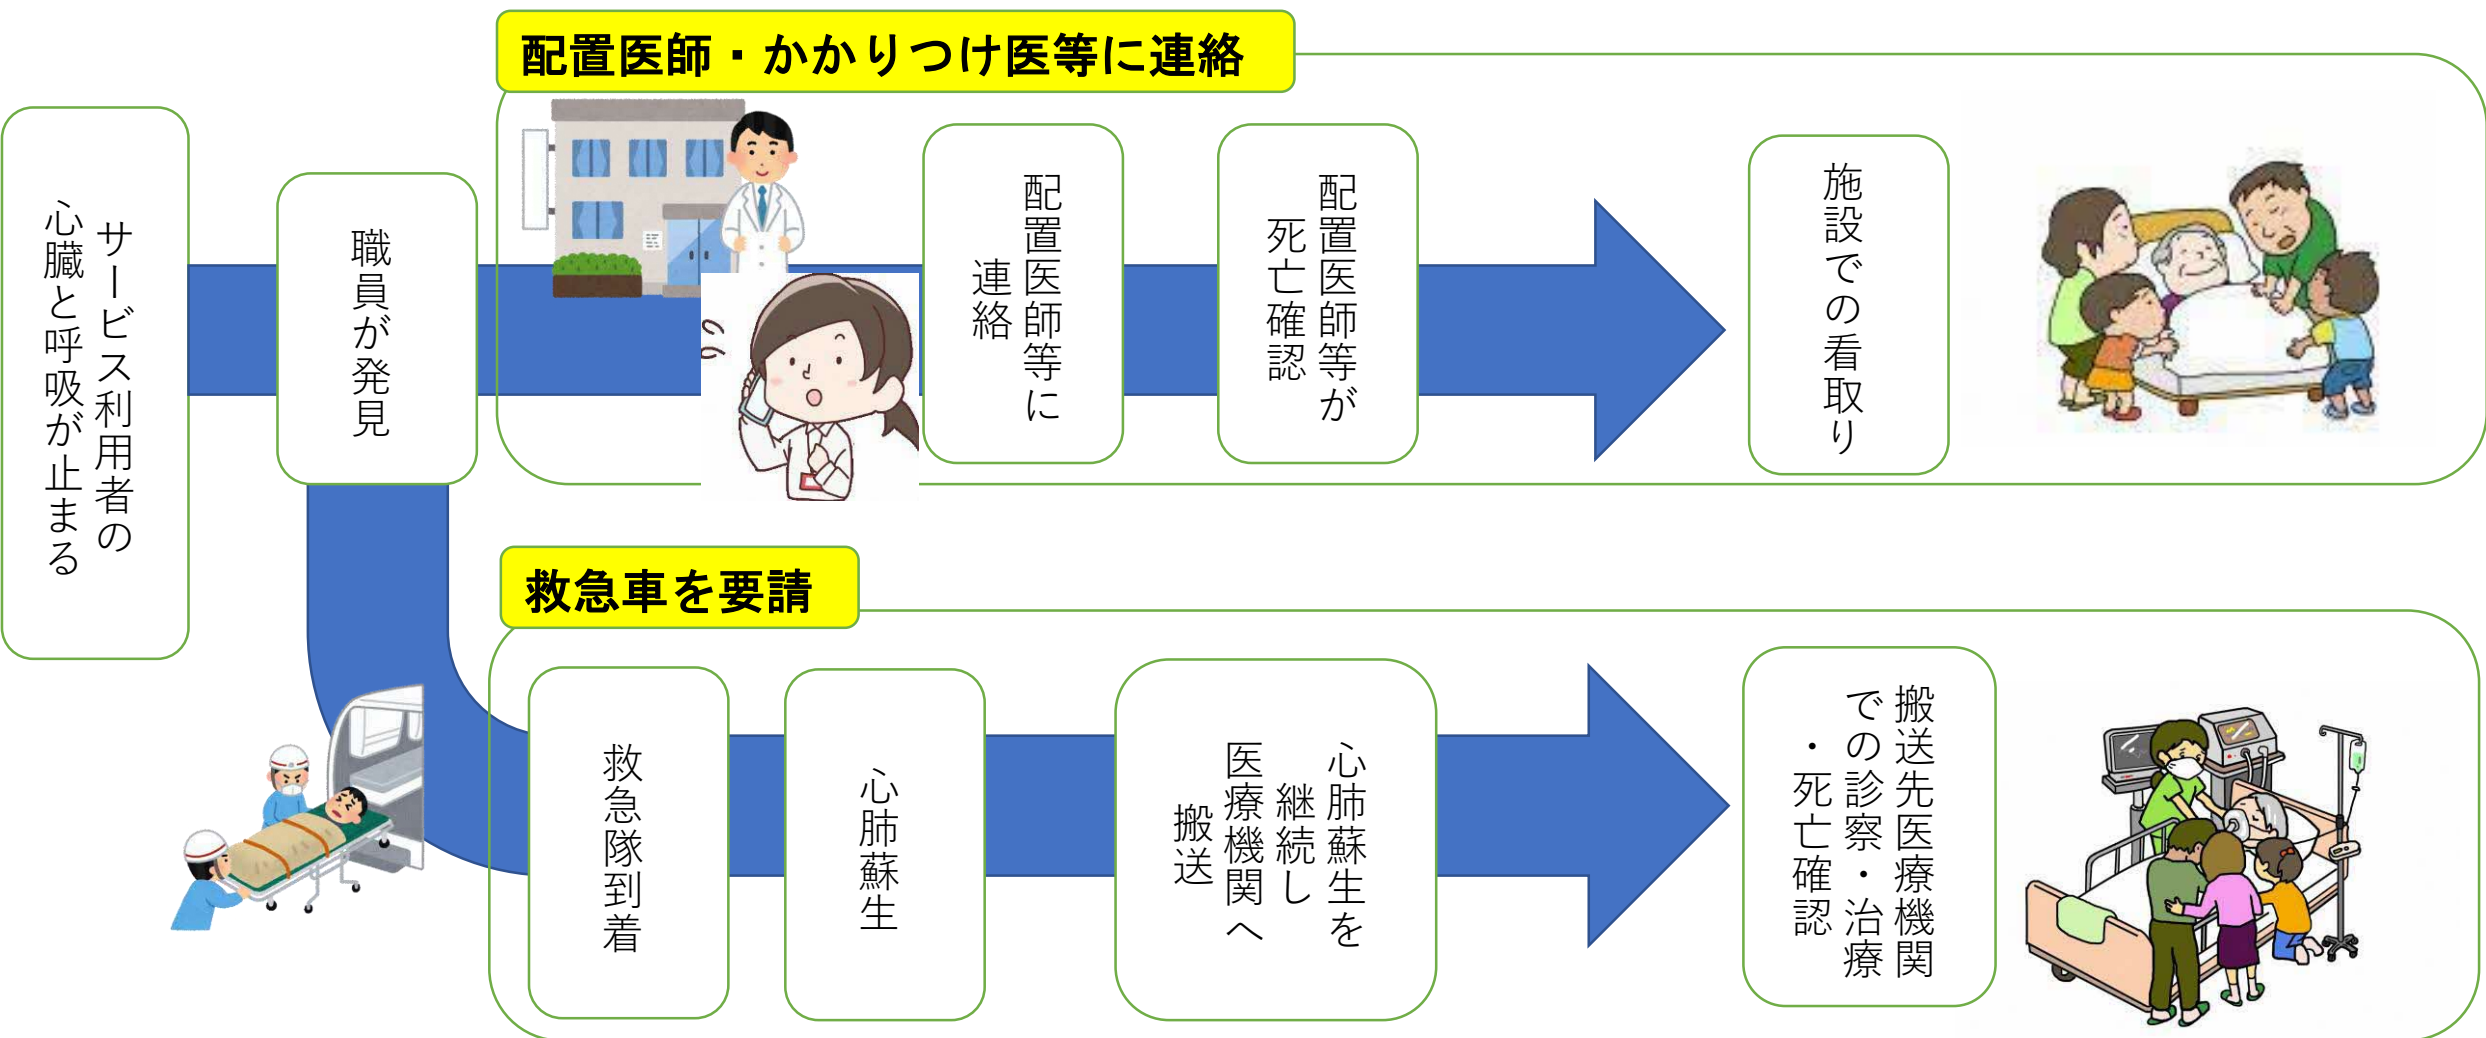 サービス利用者の
心臓と呼吸が止まる
職員が発見
配置医師・かかりつけ医等に連絡
配置医師等に
連絡
配置医師等が
死亡確認
施設での看取り
救急車を要請
救急隊到着
心肺蘇生
心肺蘇生を
継続し
医療機関へ
搬送
搬送先医療機関
での診察・治療
・死亡確認